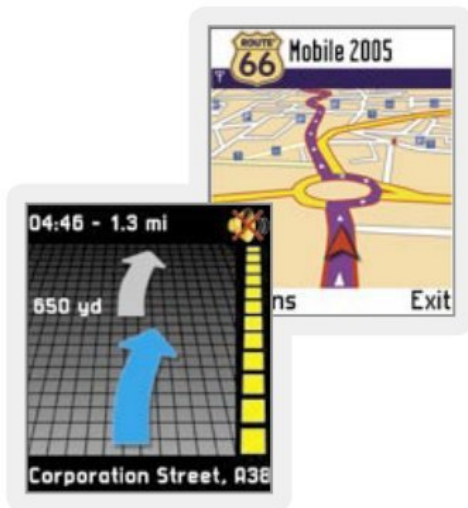 ROUTE
66
Mobile 2005
ns
Exit
04:46 - 1.3 mi
650 yd
Corporation Street, A38